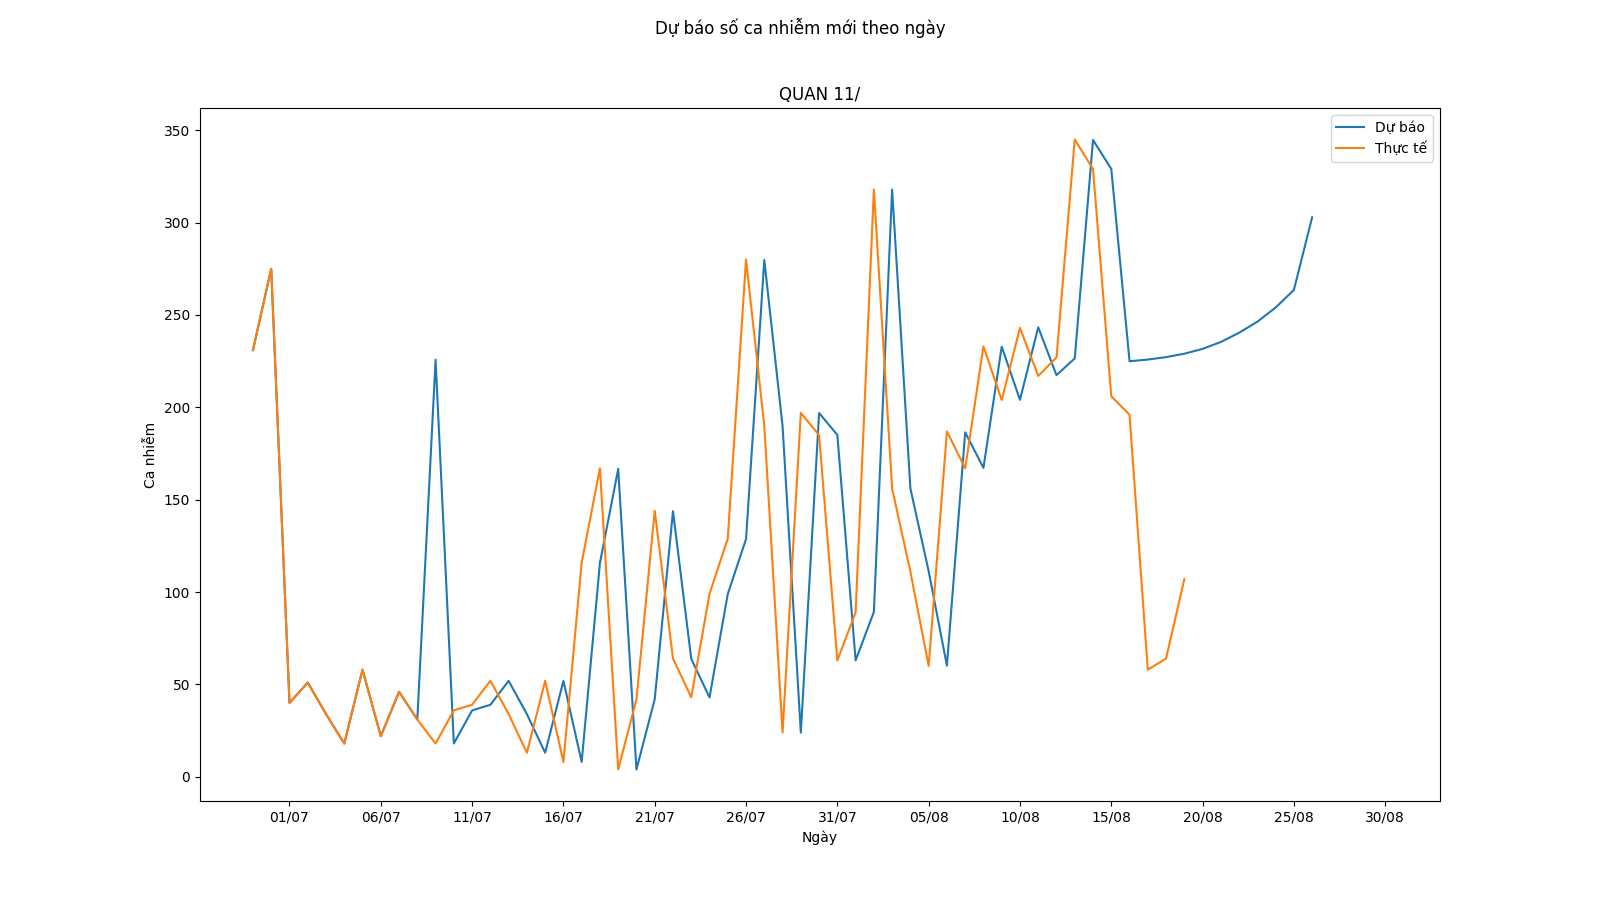 Dự báo số ca nhiễm mới theo ngày
QUAN 11/
Dự báo
Thực tế
350
300
250
200
150
100
50
0
Ca nhiễm
01/07 06/07 11/07 16/07 21/07 26/07 31/07 05/08 10/08 15/08 20/08 25/08 30/08
Ngày